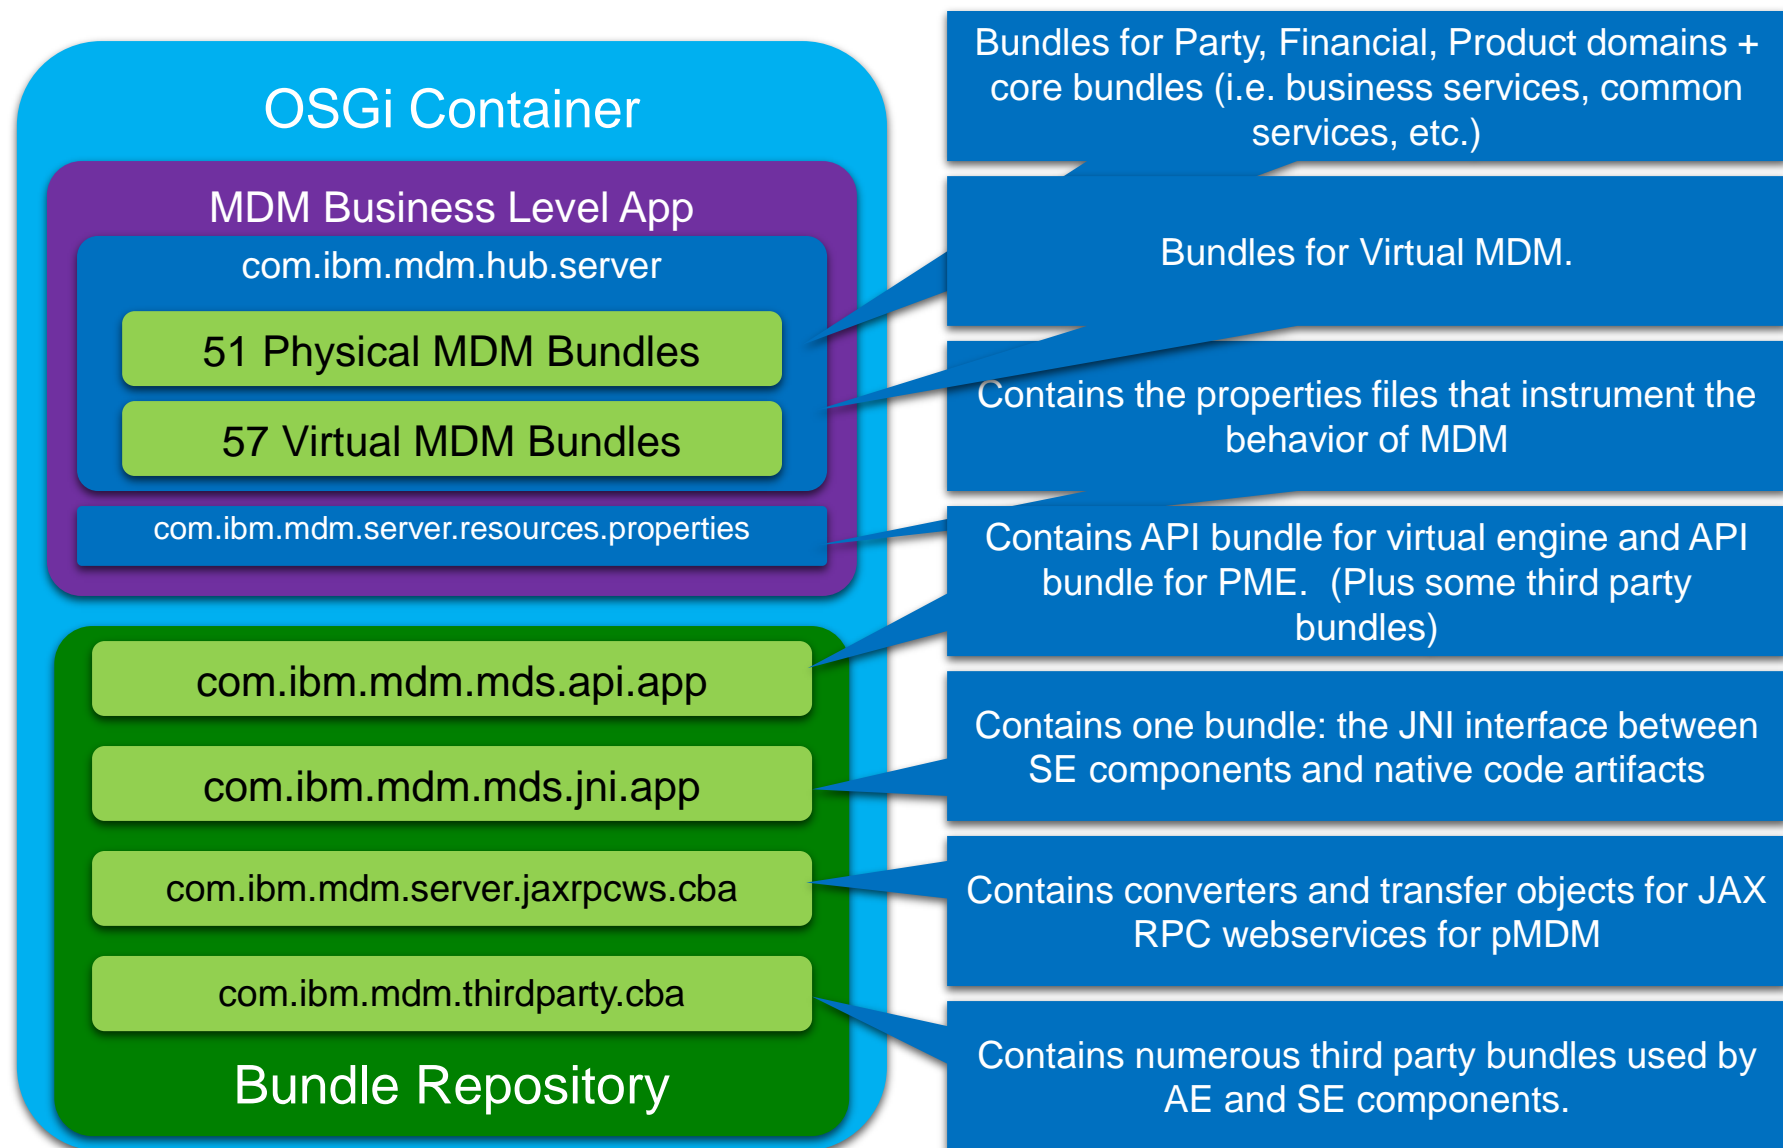 OSGi Container
MDM Business Level App
com.ibm.mdm.hub.server
51 Physical MDM Bundles
57 Virtual MDM Bundles
com.ibm.mdm.server.resources.properties
com.ibm.mdm.mds.api.app
com.ibm.mdm.mds.jni.app
com.ibm.mdm.server.jaxrpcws.cba
com.ibm.mdm.thirdparty.cba
Bundle Repository
Bundles for Party, Financial, Product domains +
core bundles (i.e. business services, common
services, etc.)
Bundles for Virtual MDM.
Contains the properties files that instrument the
behavior of MDM
Contains API bundle for virtual engine and API
bundle for PME.  (Plus some third party
bundles)
Contains one bundle: the JNI interface between
SE components and native code artifacts
Contains converters and transfer objects for JAX
RPC webservices for pMDM
Contains numerous third party bundles used by
AE and SE components.